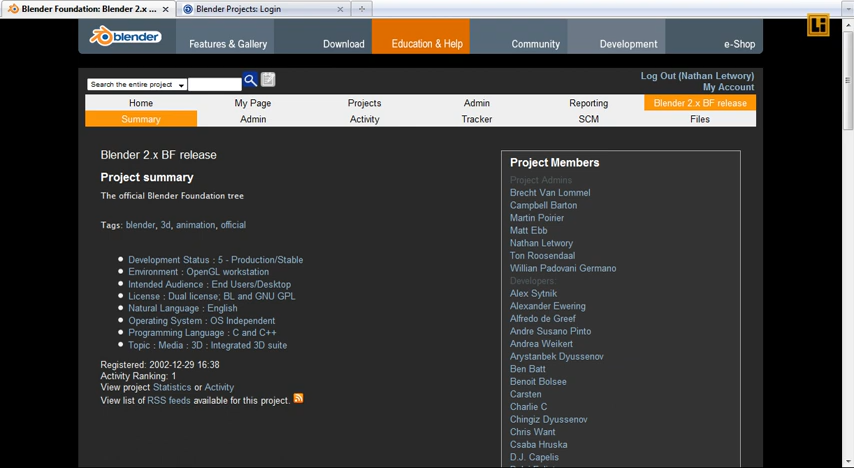 Blender Foundation: Blender 2.x ...
Blender Projects: Login
blender
Features & Gallery
Download
Education & Help
Community
Development
e-Shop
Search the entire project
Log Out (Nathan Letwory)
My Account
Home
My Page
Projects
Admin
Reporting
Blender 2.x BF release
Summary
Admin
Activity
Tracker
SCM
Files
Blender 2.x BF release
Project summary
The official Blender Foundation tree
Tags: blender, 3d, animation, official
Development Status : 5 - Production/Stable
Environment : OpenGL workstation
Intended Audience : End Users/Desktop
License : Dual license; BL and GNU GPL
Natural Language : English
Operating System : OS Independent
Programming Language : C and C++
Topic : Media : 3D : Integrated 3D suite
Registered: 2002-12-29 16:38
Activity Ranking: 1
View project Statistics or Activity
View list of RSS feeds available for this project.
Project Members
Project Admins
Brecht Van Lommel
Campbell Barton
Martin Poirier
Matt Ebb
Nathan Letwory
Ton Roosendaal
Willian Padovani Germano
Developers:
Alex Sytnik
Alexander Ewering
Alfredo de Greef
Andre Susano Pinto
Andrea Weikert
Arystanbek Dyussenov
Ben Batt
Benoit Bolsee
Carsten
Charlie C
Chingiz Dyussenov
Chris Want
Csaba Hruska
D.J. Capelis